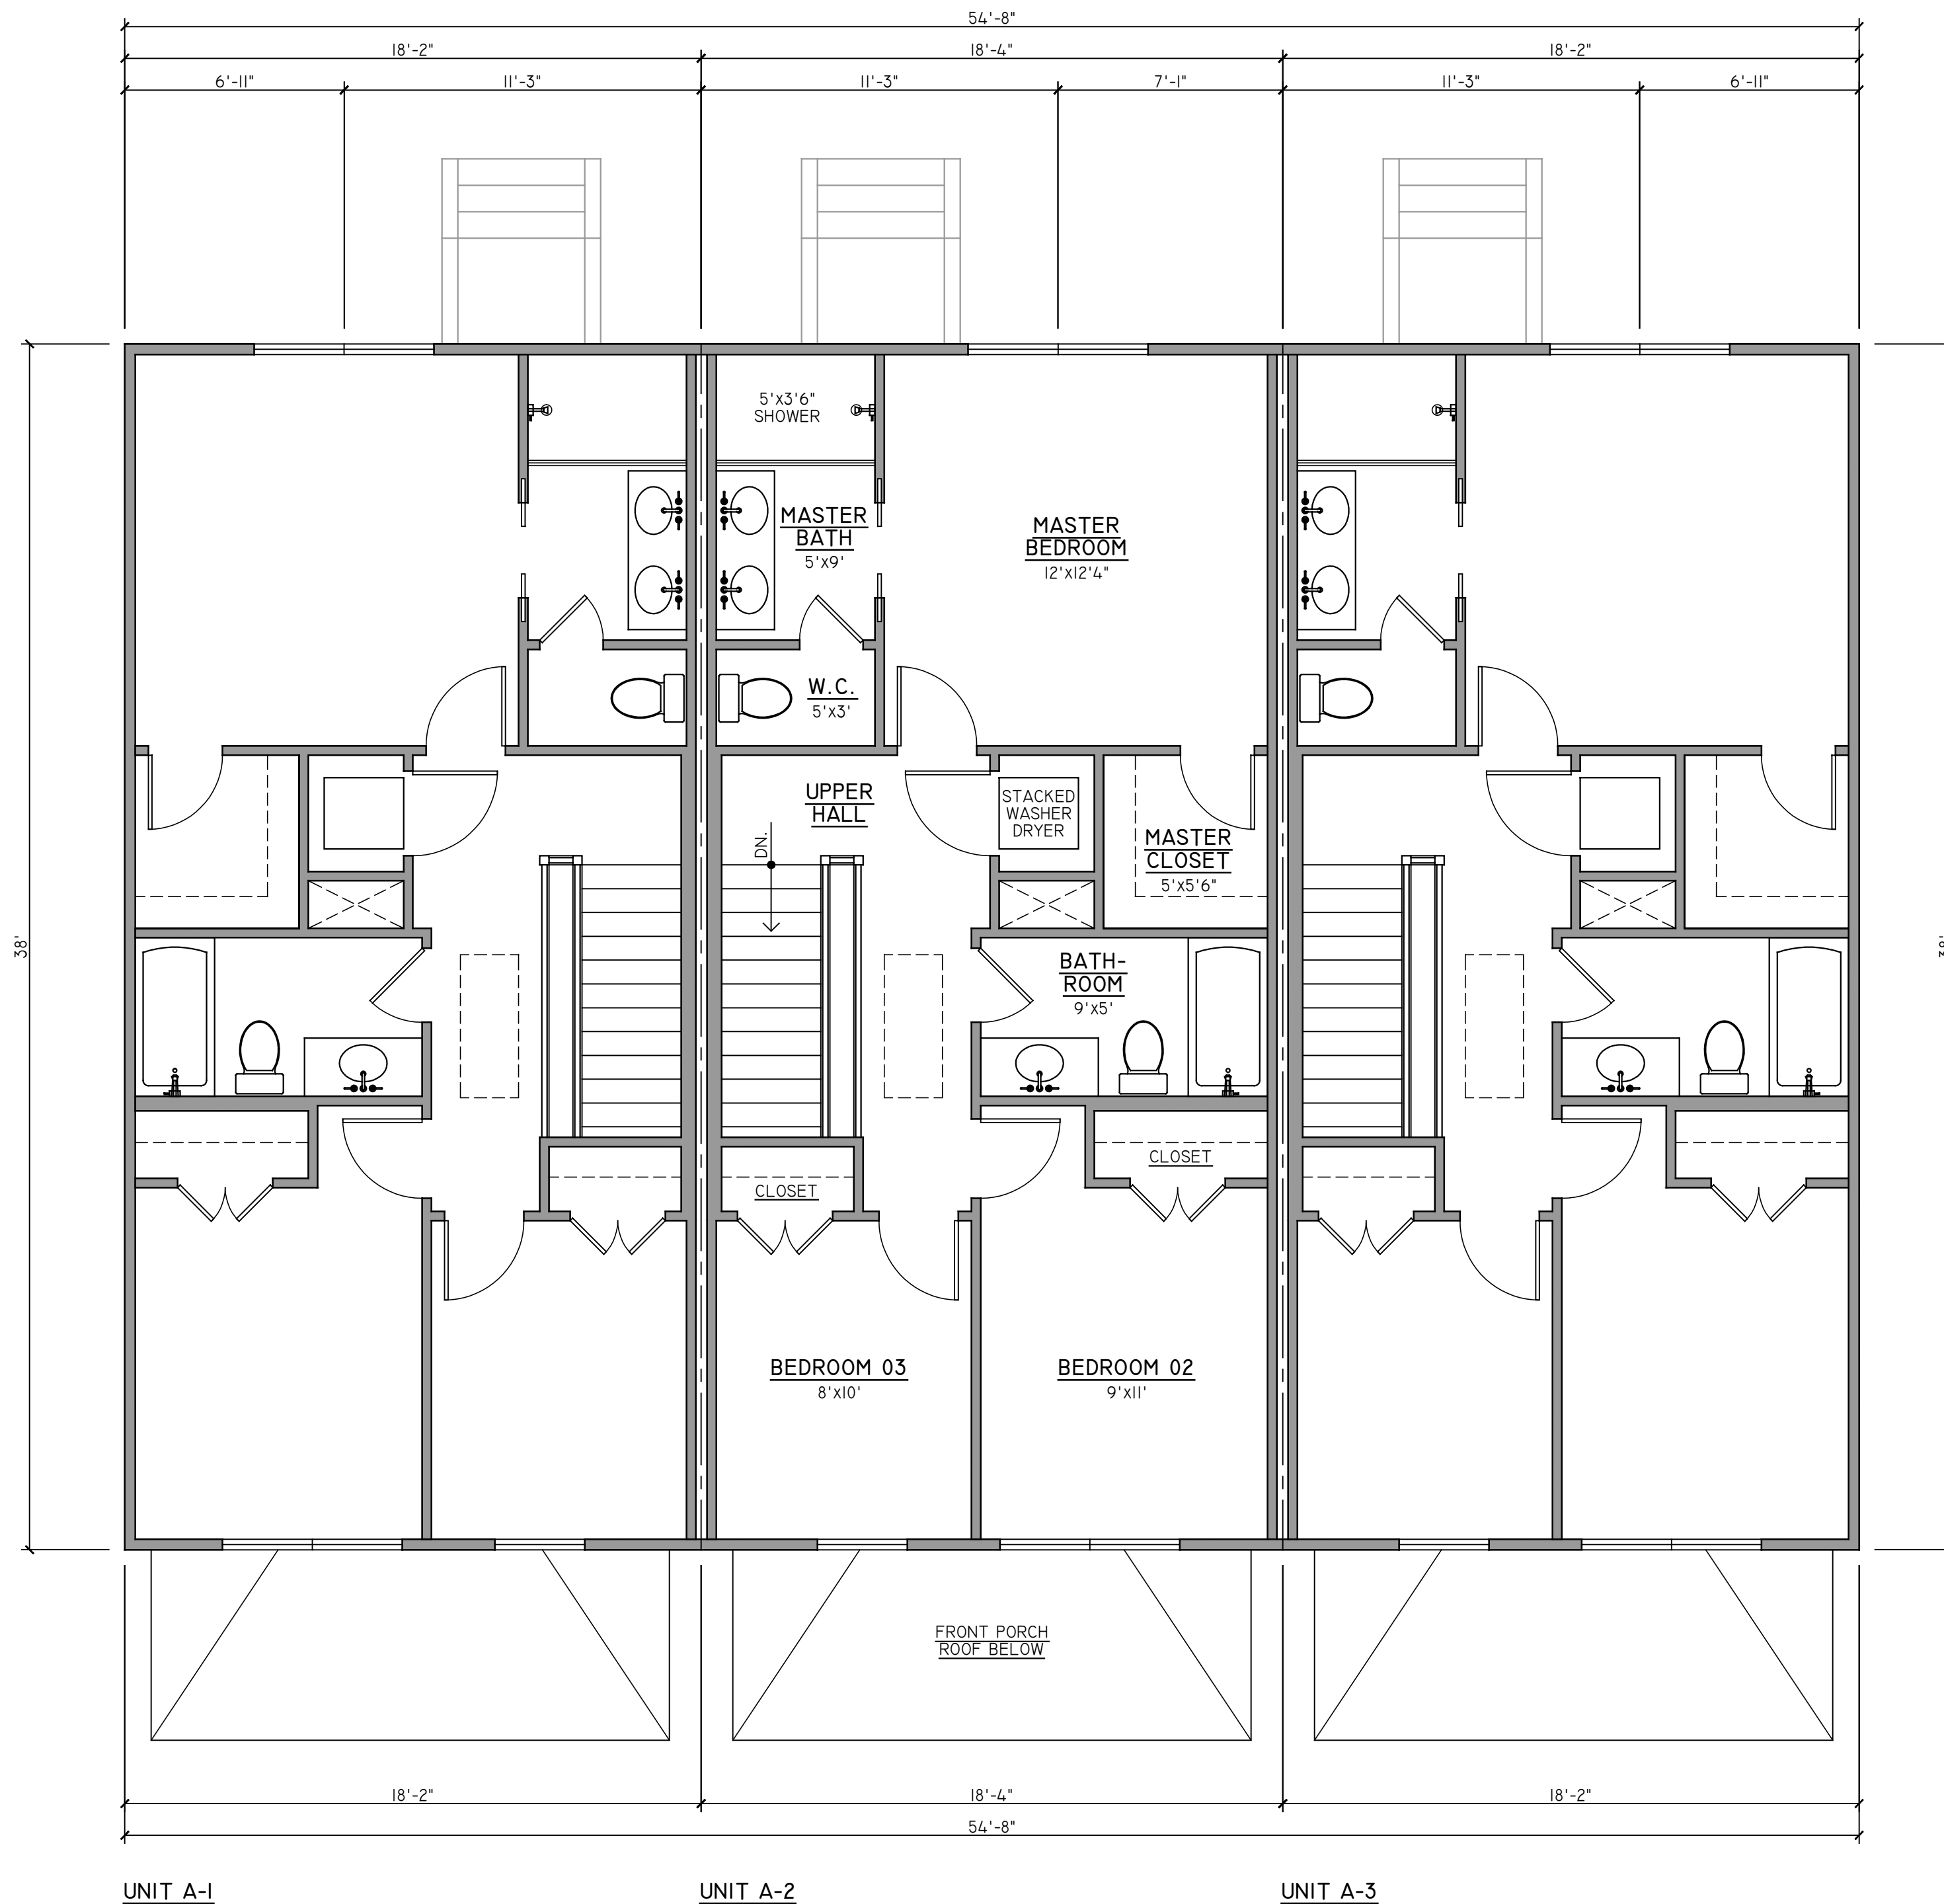 54'-8"
18'-2" 18'-4" 18'-2"
6'-11" 11'-3" 11'-3" 7'-1" 11'-3" 6'-11"
5'x3'6"
SHOWER
MASTER
BATH
5'x9'
MASTER
BEDROOM
12'x12'4"
W.C.
5'x3'
UPPER
HALL
DN.
STACKED
WASHER
DRYER
MASTER
CLOSET
5'x5'6"
38'
BATH-
ROOM
9'x5'
CLOSET
CLOSET
BEDROOM 03
8'x10'
BEDROOM 02
9'x11'
FRONT PORCH
ROOF BELOW
18'-2" 18'-4" 18'-2"
54'-8"
UNIT A-1 UNIT A-2 UNIT A-3